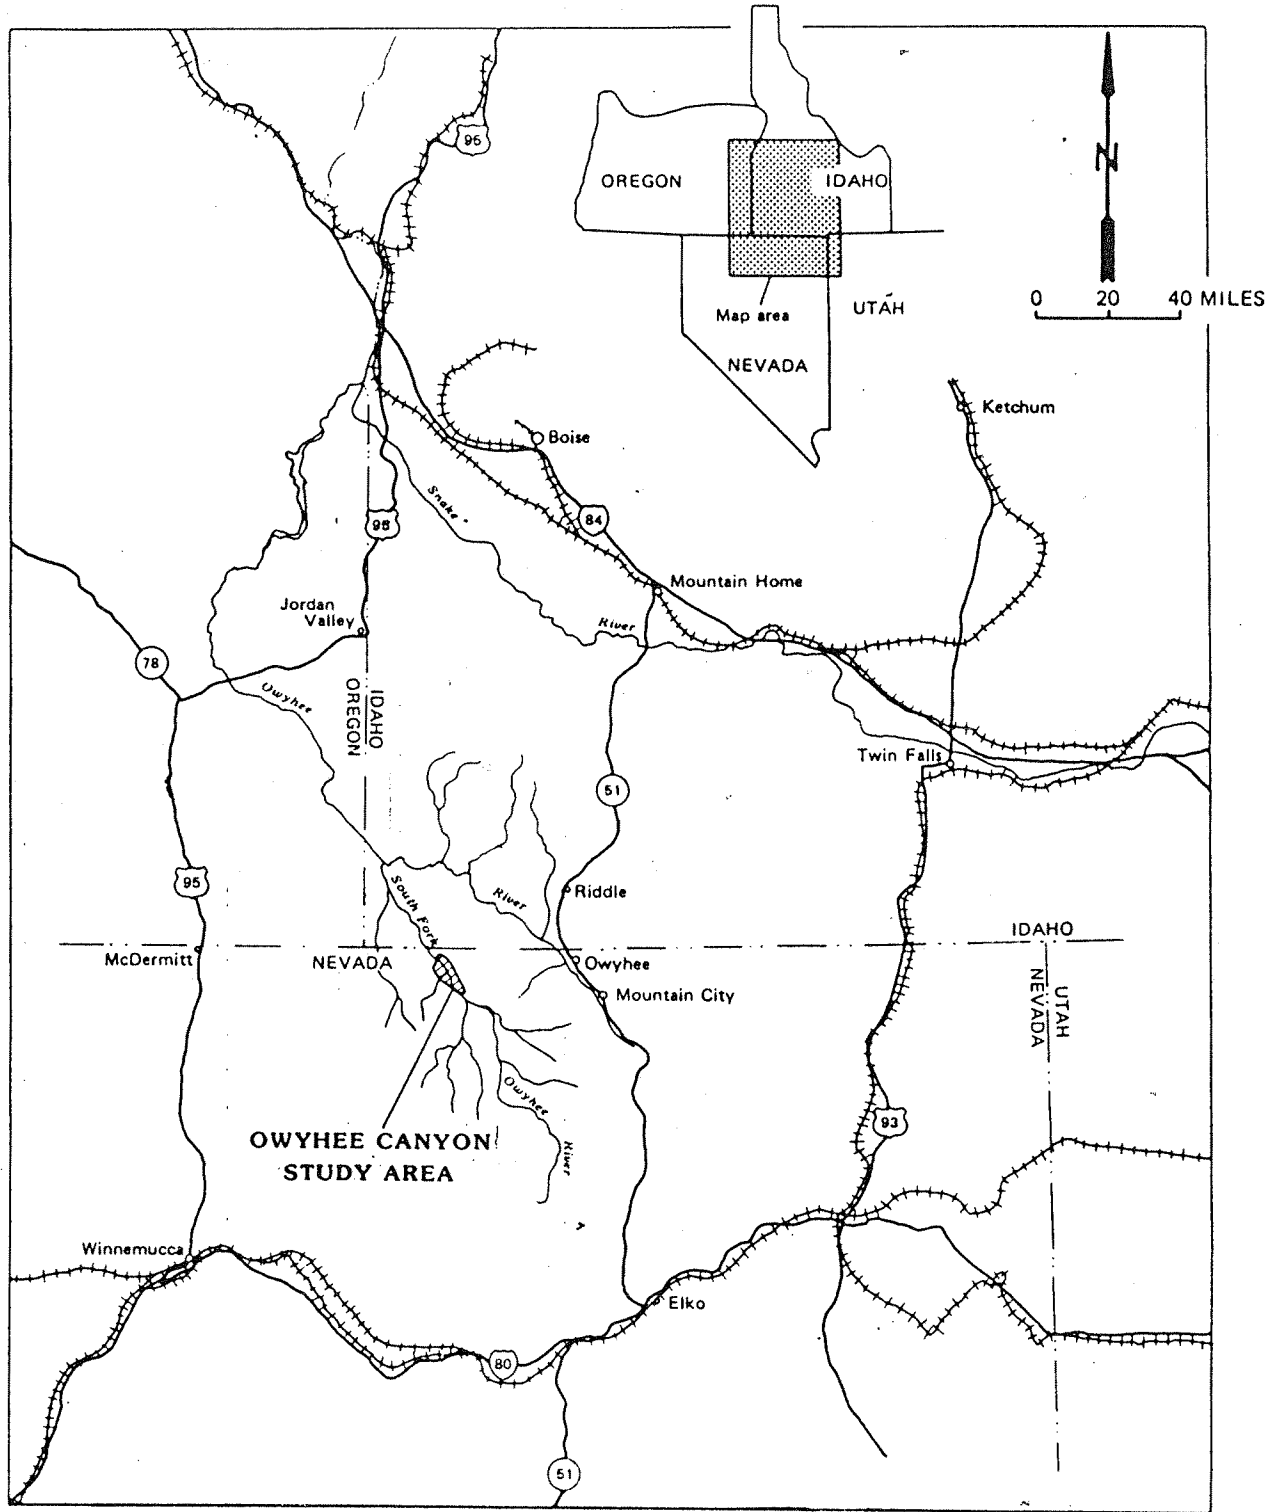 95
OREGON
IDAHO
N
0 20 40 MILES
Map area
UTAH
NEVADA
Ketchum
Boise
Snake
84
95
Mountain Home
Jordan
Valley
River
78
Owyhee
IDAHO
OREGON
Twin Falls
51
95
South Fork
River
Riddle
IDAHO
McDermitt
NEVADA
Owyhee
Mountain City
UTAH
NEVADA
Owyhee
River
93
OWYHEE CANYON
STUDY AREA
Winnemucca
Elko
80
51